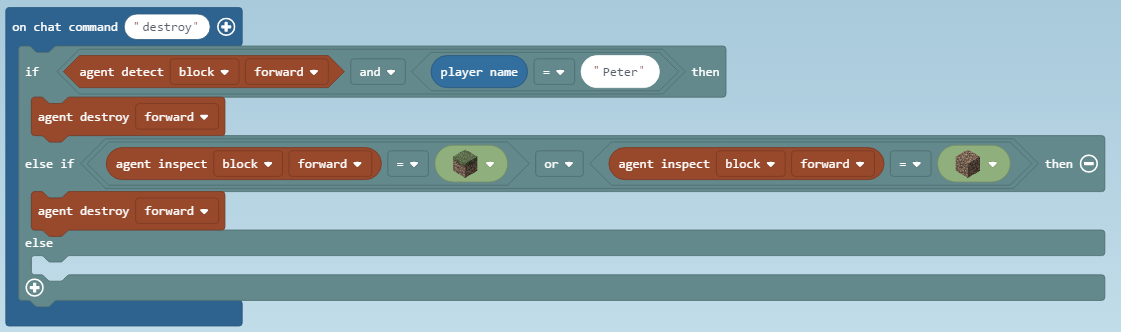 on chat command "destroy"
if agent detect block forward and player name = "Peter" then
agent destroy forward
else if agent inspect block forward = or agent inspect block forward = then
agent destroy forward
else